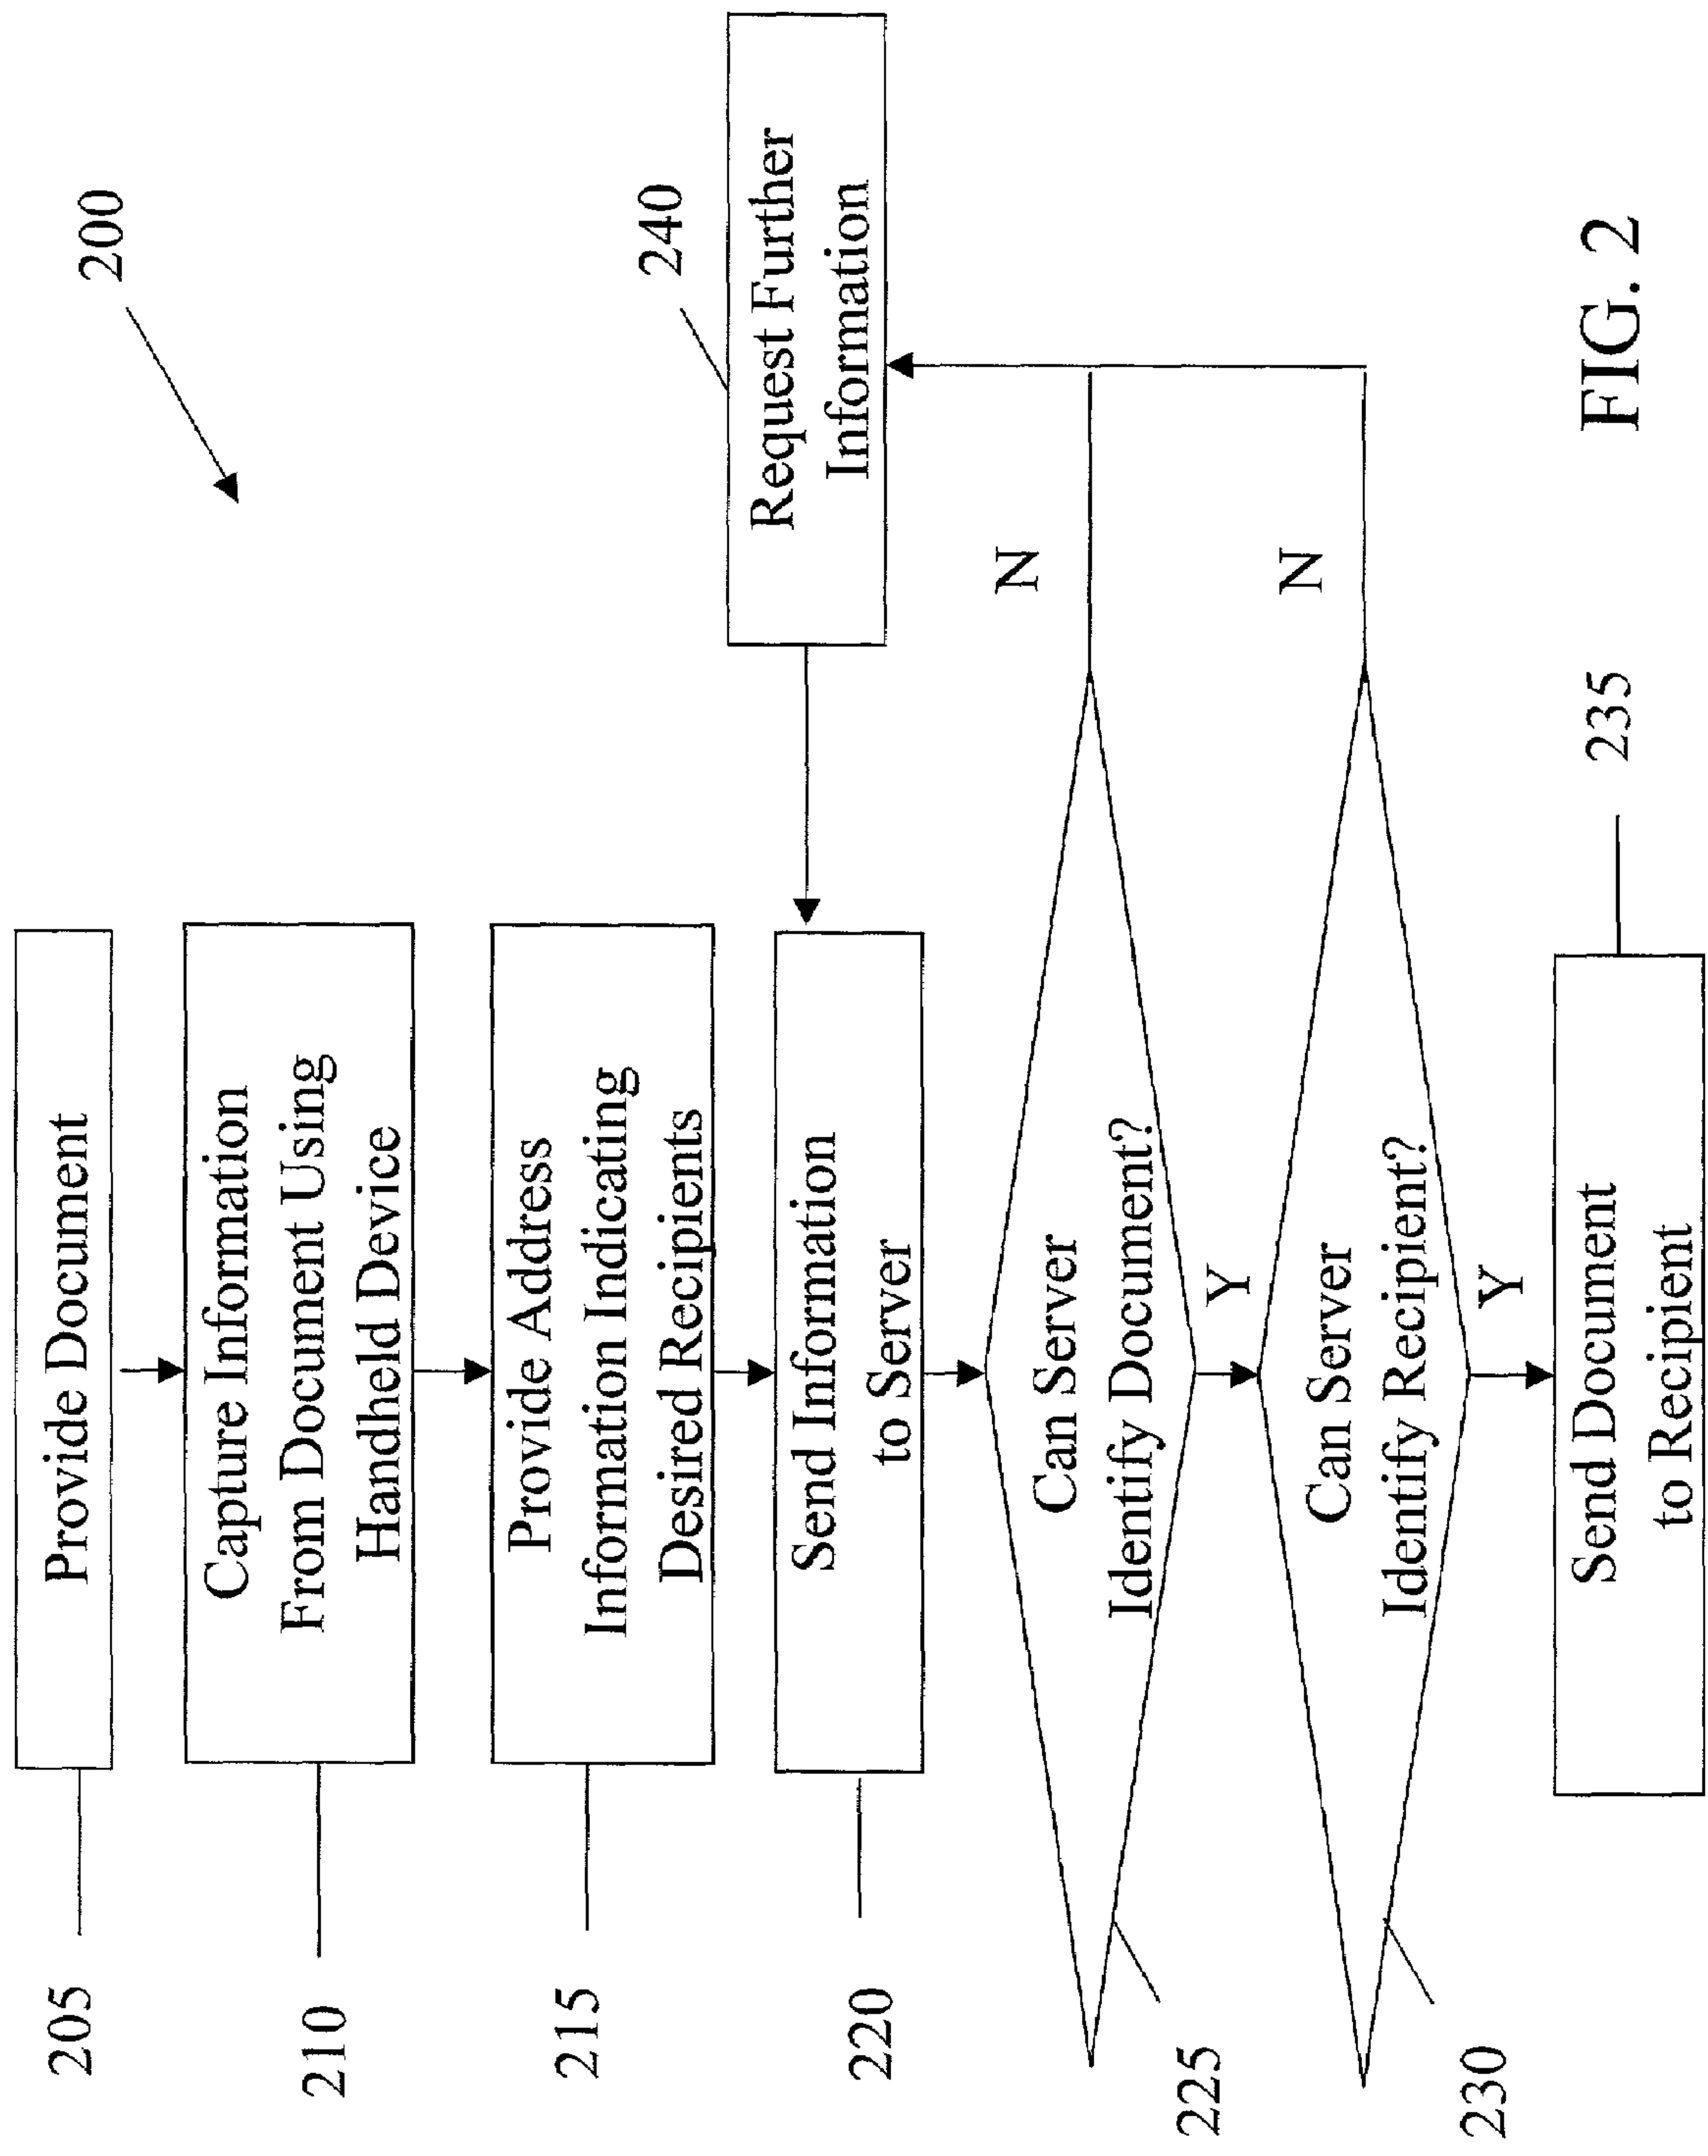 200
205
Provide Document
210
Capture Information
From Document Using
Handheld Device
215
Provide Address
Information Indicating
Desired Recipients
240
Request Further
Information
220
Send Information
to Server
225
Can Server
Identify Document?
N
Y
230
Can Server
Identify Recipient?
N
Y
235
Send Document
to Recipient
FIG. 2